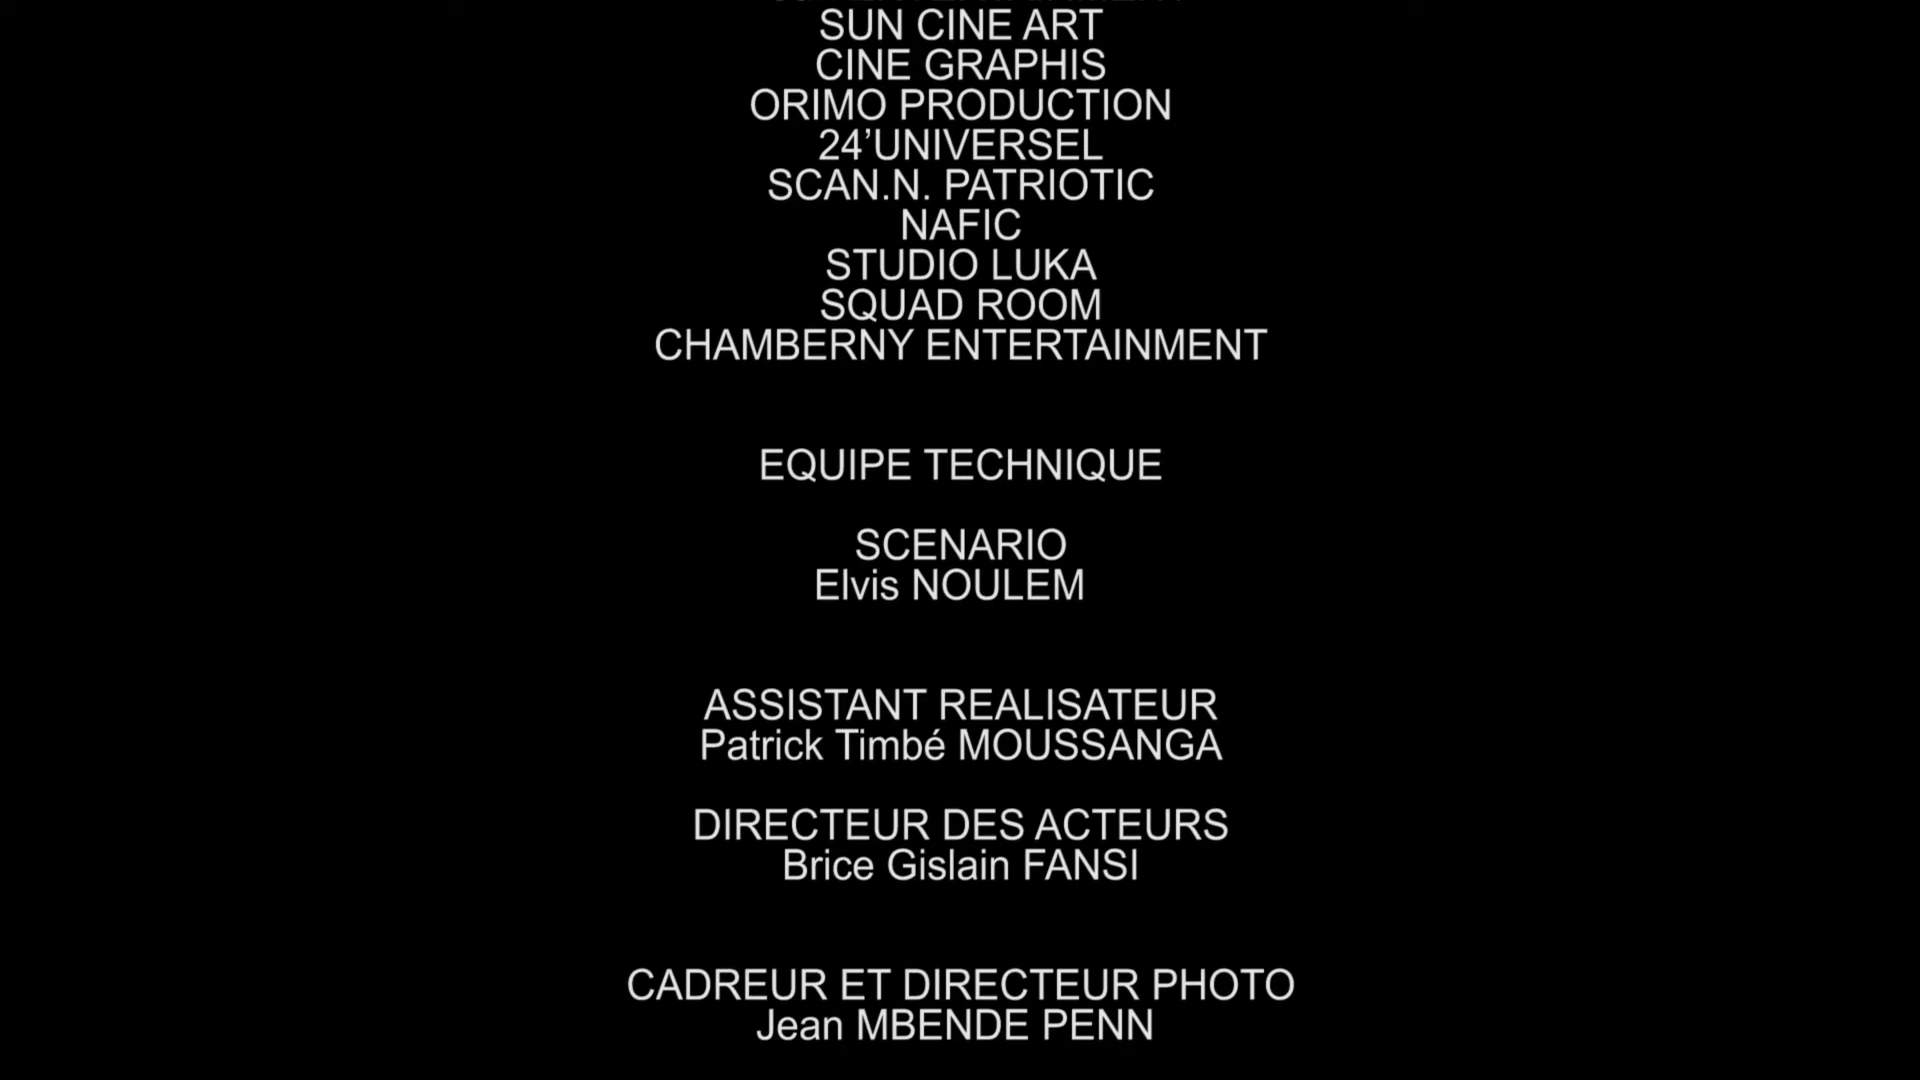 SUN CINE ART
CINE GRAPHIS
ORIMO PRODUCTION
24’UNIVERSEL
SCAN.N. PATRIOTIC
NAFIC
STUDIO LUKA
SQUAD ROOM
CHAMBERNY ENTERTAINMENT
EQUIPE TECHNIQUE
SCENARIO
Elvis NOULEM
ASSISTANT REALISATEUR
Patrick Timbé MOUSSANGA
DIRECTEUR DES ACTEURS
Brice Gislain FANSI
CADREUR ET DIRECTEUR PHOTO
Jean MBENDE PENN